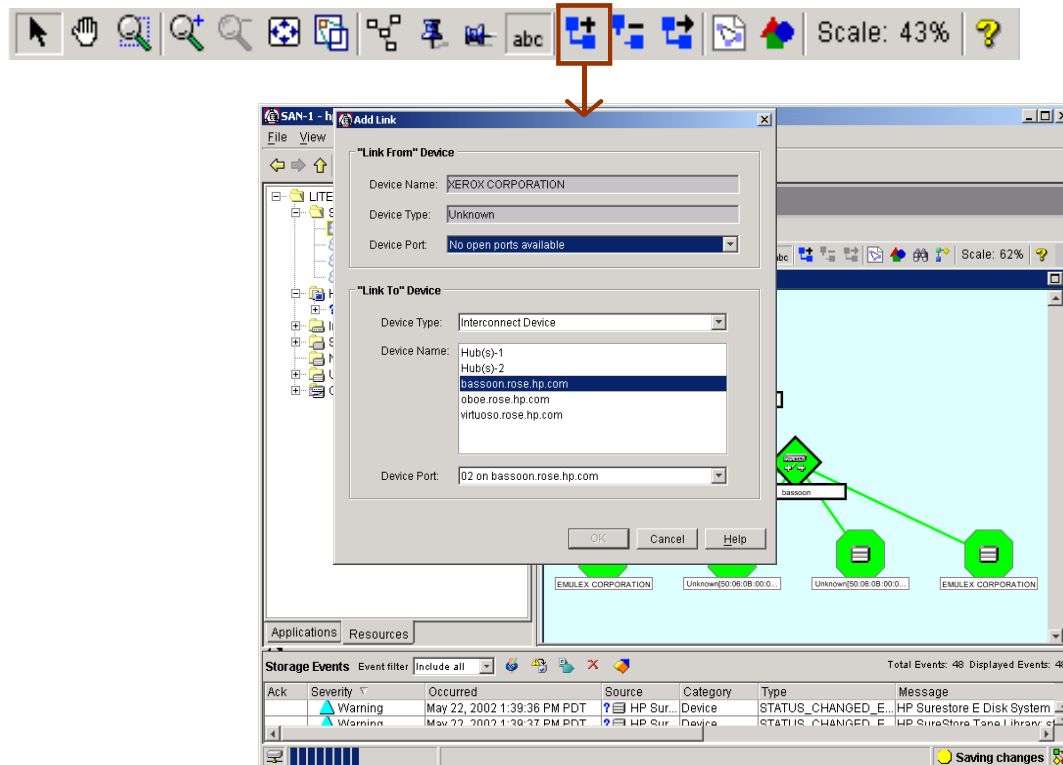 abc
Scale: 43%
SAN-1 - h
Add Link
File View
"Link From" Device
Device Name: XEROX CORPORATION
Device Type: Unknown
Device Port: No open ports available
LITE
Scale: 62%
"Link To" Device
Device Type: Interconnect Device
Device Name: Hub(s)-1
Hub(s)-2
bassoon.rose.hp.com
oboe.rose.hp.com
virtuoso.rose.hp.com
Device Port: 02 on bassoon.rose.hp.com
bassoon
OK Cancel Help
EMULEX CORPORATION
Unknown[50:06:0B:00:0...
Unknown[50:06:0B:00:0...
EMULEX CORPORATION
Applications Resources
Storage Events Event filter Include all Total Events: 48 Displayed Events: 4
Ack Severity Occurred Source Category Type Message
Warning May 22, 2002 1:39:36 PM PDT HP Sur... Device STATUS_CHANGED_E... HP Surestore E Disk System
Warning May 22, 2002 1:39:37 PM PDT HP Sur Device STATUS_CHANGED_E HP SureStore Tape Library: s
Saving changes